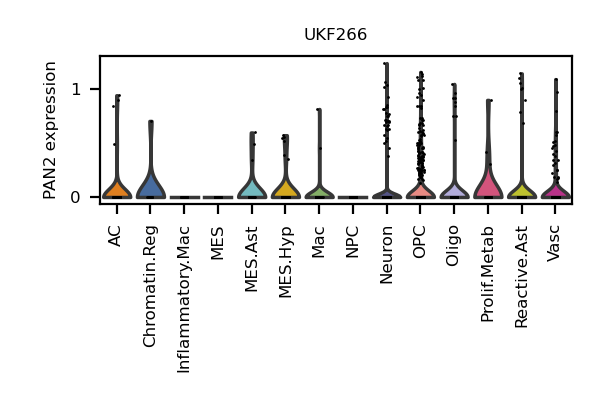 UKF266
PAN2 expression
1
0
AC
Chromatin.Reg
Inflammatory.Mac
MES
MES.Ast
MES.Hyp
Mac
NPC
Neuron
OPC
Oligo
Prolif.Metab
Reactive.Ast
Vasc